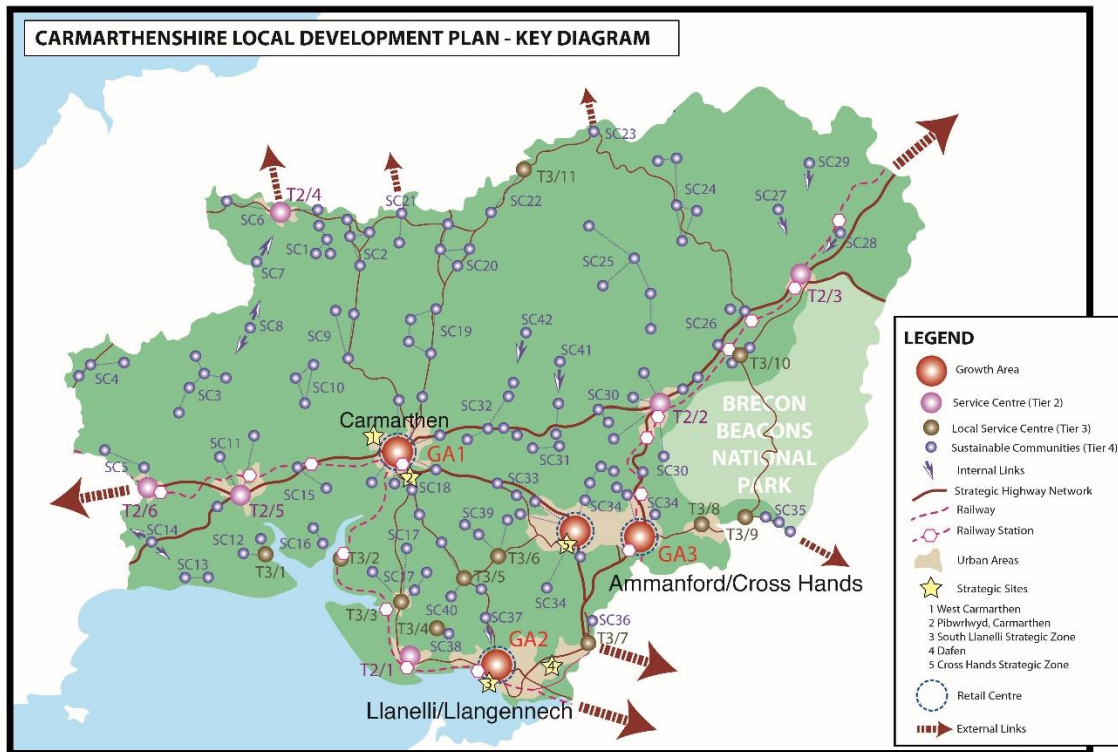 CARMARTHENSHIRE LOCAL DEVELOPMENT PLAN - KEY DIAGRAM
SC23
SC29
T3/11
SC24
SC27
T2/4
SC21
SC22
SC6
SC28
SC1
SC2
SC20
SC25
SC7
T2/3
SC8
SC9
SC19
SC42
SC26
SC41
T3/10
SC4
SC3
SC10
SC30
SC32
T2/2
BRECON
BEACONS
NATIONAL
PARK
Carmarthen
1
GA1
SC11
SC31
SC30
SC5
SC15
SC18
SC33
T2/6
T2/5
SC34
SC34
T3/8
SC35
SC14
SC12
SC16
SC39
T3/9
T3/1
T3/2
SC17
T3/6
5
GA3
SC13
SC17
T3/5
Ammanford/Cross Hands
SC34
T3/3
SC40
SC37
SC36
T3/4
SC38
GA2
T3/7
T2/1
4
3
Llanelli/Llangennech
LEGEND
Growth Area
Service Centre (Tier 2)
Local Service Centre (Tier 3)
Sustainable Communities (Tier 4)
Internal Links
Strategic Highway Network
Railway
Railway Station
Urban Areas
Strategic Sites
1 West Carmarthen
2 Pibwrlwyd, Carmarthen
3 South Llanelli Strategic Zone
4 Dafen
5 Cross Hands Strategic Zone
Retail Centre
External Links